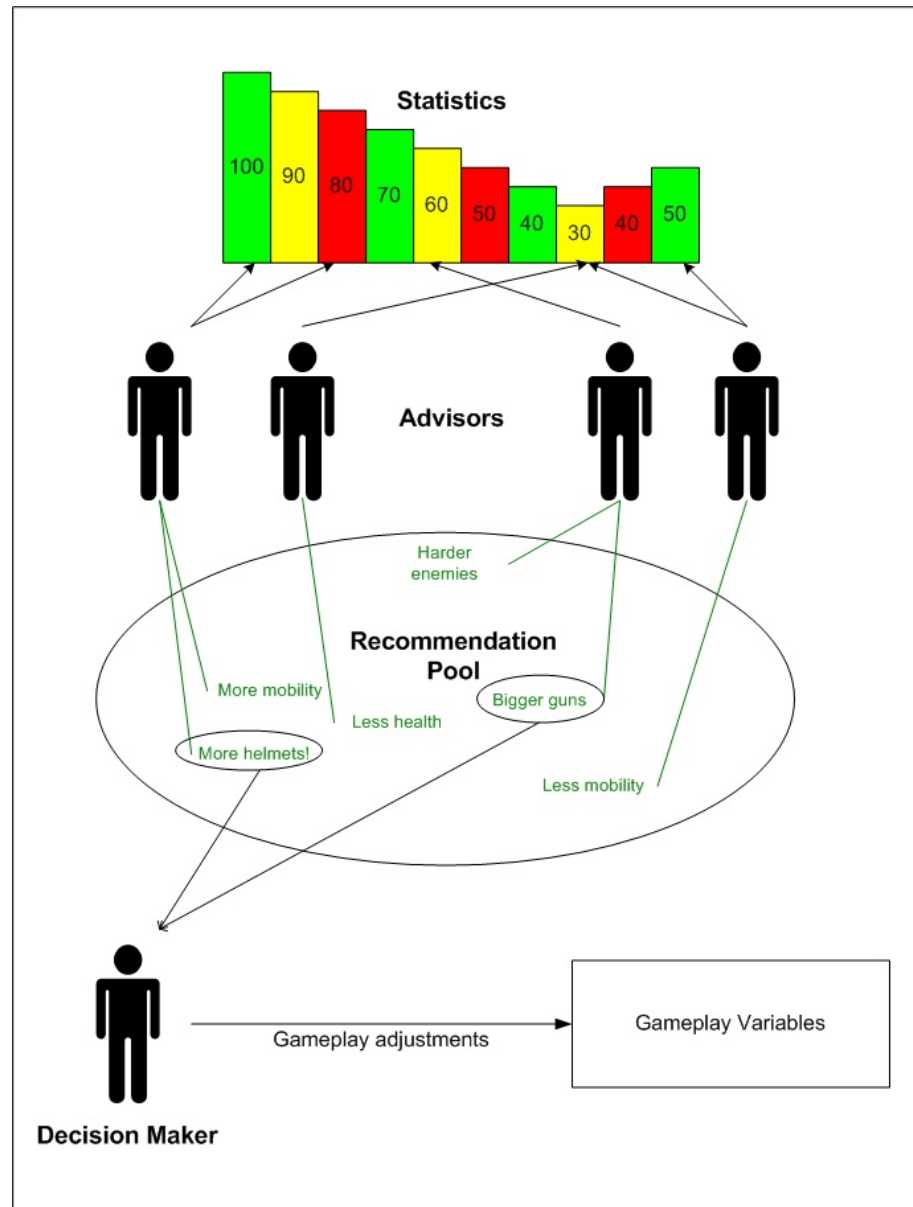 Statistics
100
90
80
70
60
50
40
30
40
50
Advisors
Harder
enemies
Recommendation
Pool
More mobility
Bigger guns
Less health
More helmets!
Less mobility
Gameplay adjustments
Gameplay Variables
Decision Maker